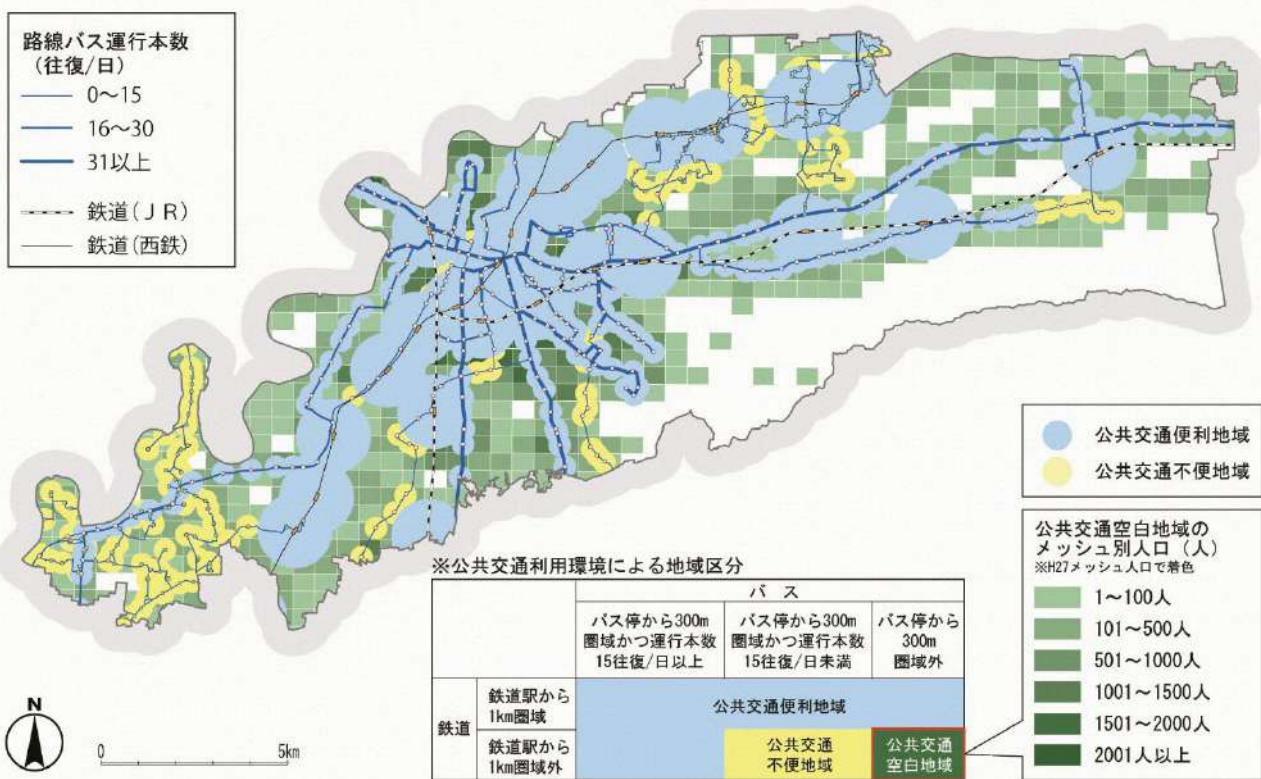 路線バス運行本数
（往復/日）
0～15
16～30
31以上
鉄道（ＪＲ）
鉄道（西鉄）
公共交通便利地域
公共交通不便地域
公共交通空白地域の
メッシュ別人口（人）
※H27メッシュ人口で着色
1～100人
101～500人
501～1000人
1001～1500人
1501～2000人
2001人以上
※公共交通利用環境による地域区分
バス
バス停から300m
圏域かつ運行本数
15往復/日以上
バス停から300m
圏域かつ運行本数
15往復/日未満
バス停から
300m
圏域外
鉄道
鉄道駅から
1km圏域
公共交通便利地域
鉄道駅から
1km圏域外
公共交通
不便地域
公共交通
空白地域
N
0 5km